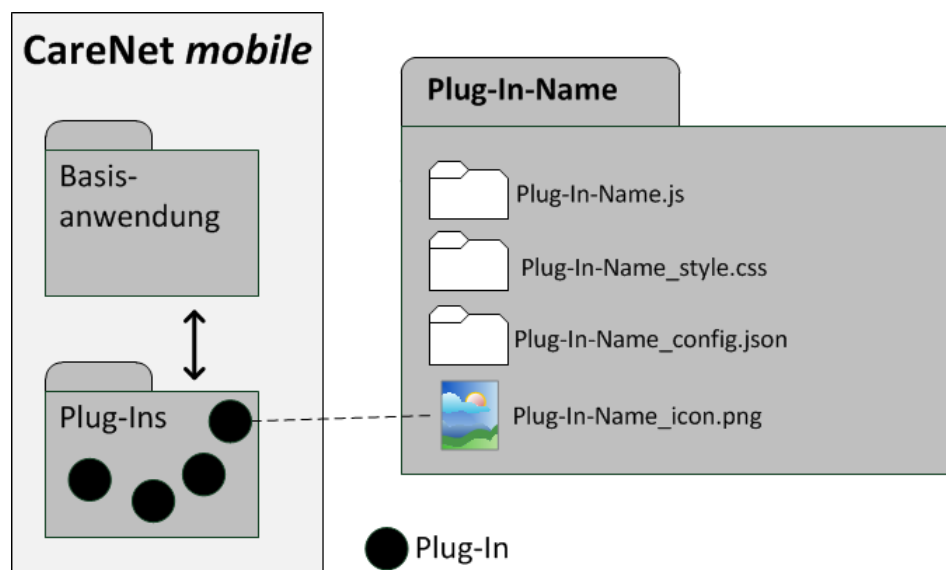 CareNet mobile
Basis-
anwendung
Plug-Ins
Plug-In-Name
Plug-In-Name.js
Plug-In-Name_style.css
Plug-In-Name_config.json
Plug-In-Name_icon.png
Plug-In